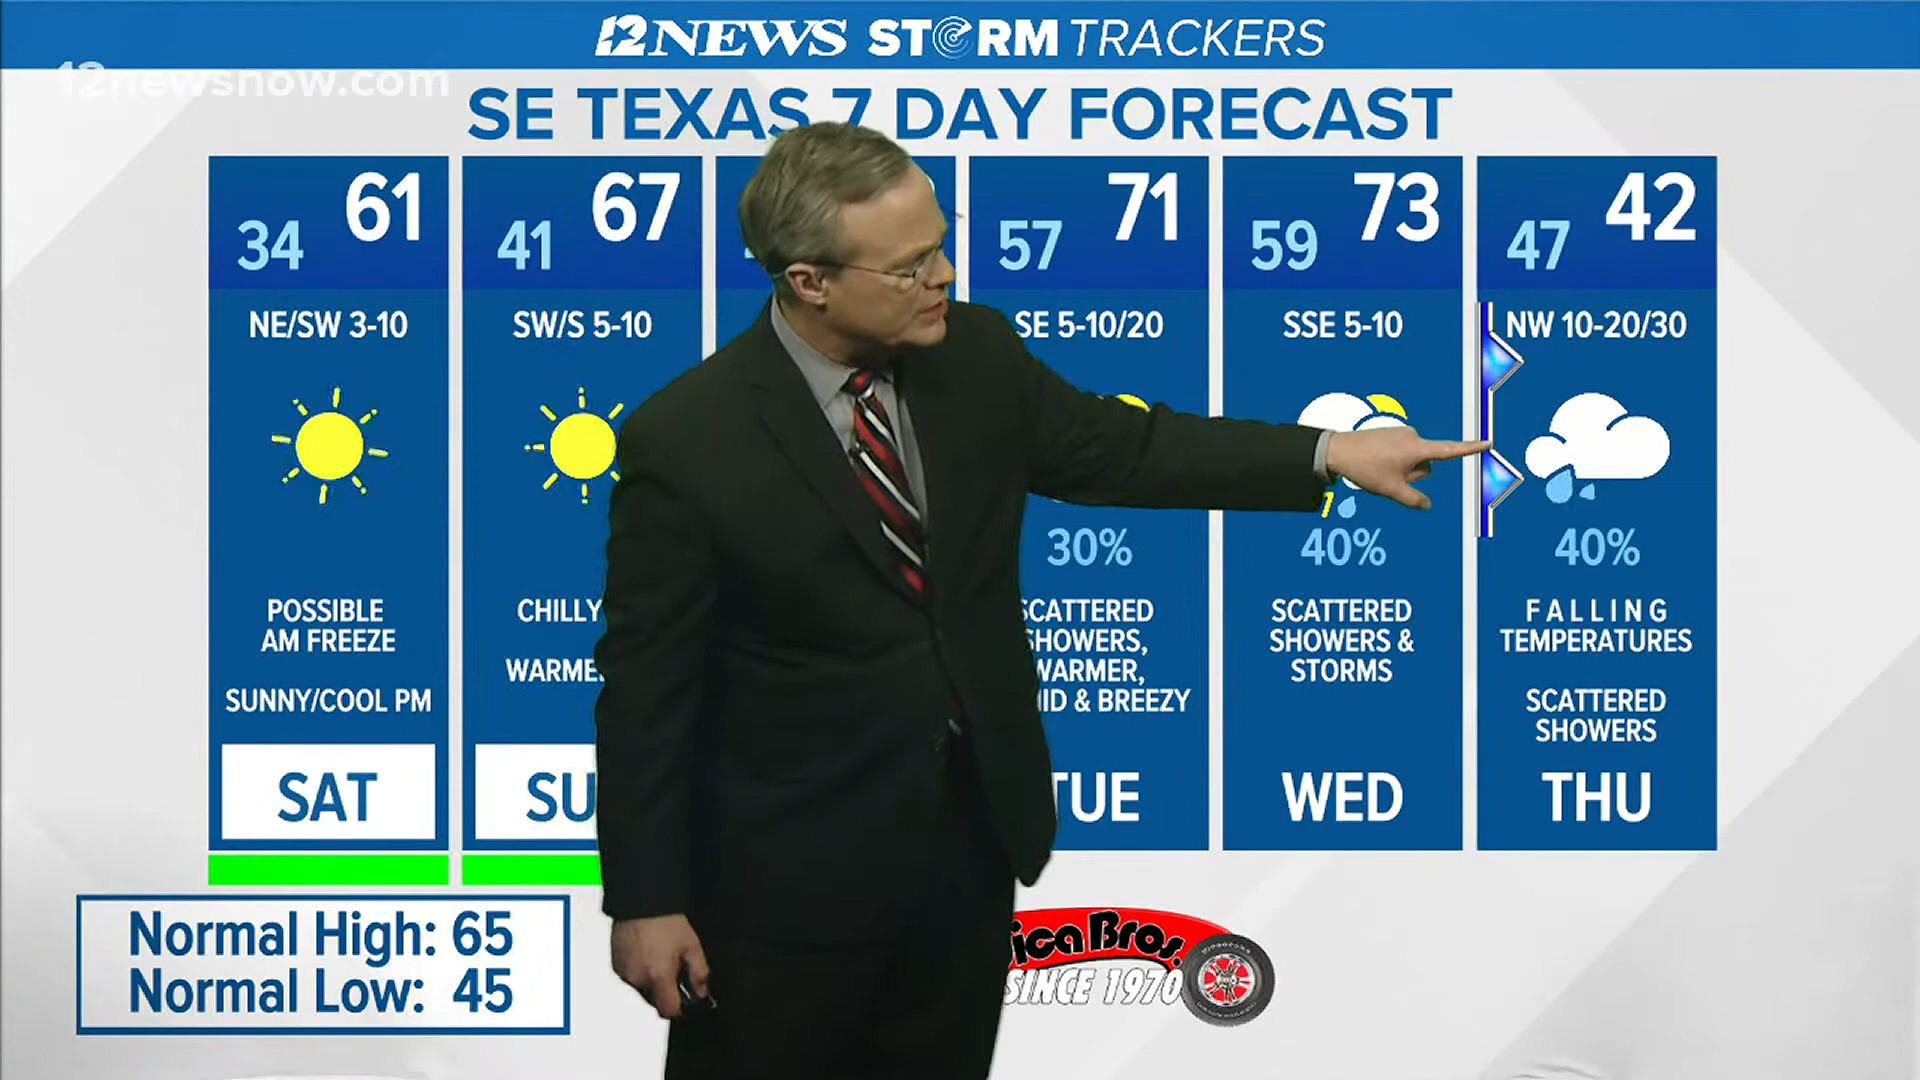 12NEWS STORM TRACKERS
12newsnow.com
SE TEXAS 7 DAY FORECAST
34 61
NE/SW 3-10
POSSIBLE
AM FREEZE
SUNNY/COOL PM
SAT
41 67
SW/S 5-10
CHILLY
57 71
SE 5-10/20
30%
SCATTERED
SHOWERS,
WARMER,
& BREEZY
TUE
59 73
SSE 5-10
40%
SCATTERED
SHOWERS &
STORMS
WED
47 42
NW 10-20/30
40%
FALLING
TEMPERATURES
SCATTERED
SHOWERS
THU
Normal High: 65
Normal Low: 45
Bros.
SINCE 1970